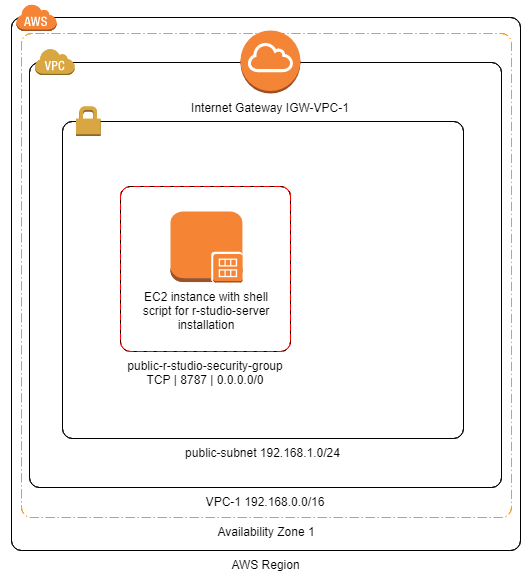 AWS
VPC
Internet Gateway IGW-VPC-1
EC2 instance with shell
script for r-studio-server
installation
public-r-studio-security-group
TCP | 8787 | 0.0.0.0/0
public-subnet 192.168.1.0/24
VPC-1 192.168.0.0/16
Availability Zone 1
AWS Region